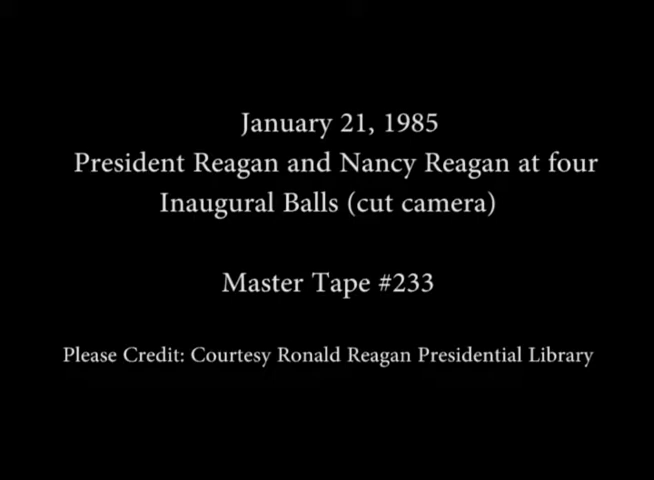 January 21, 1985
President Reagan and Nancy Reagan at four
Inaugural Balls (cut camera)
Master Tape #233
Please Credit: Courtesy Ronald Reagan Presidential Library